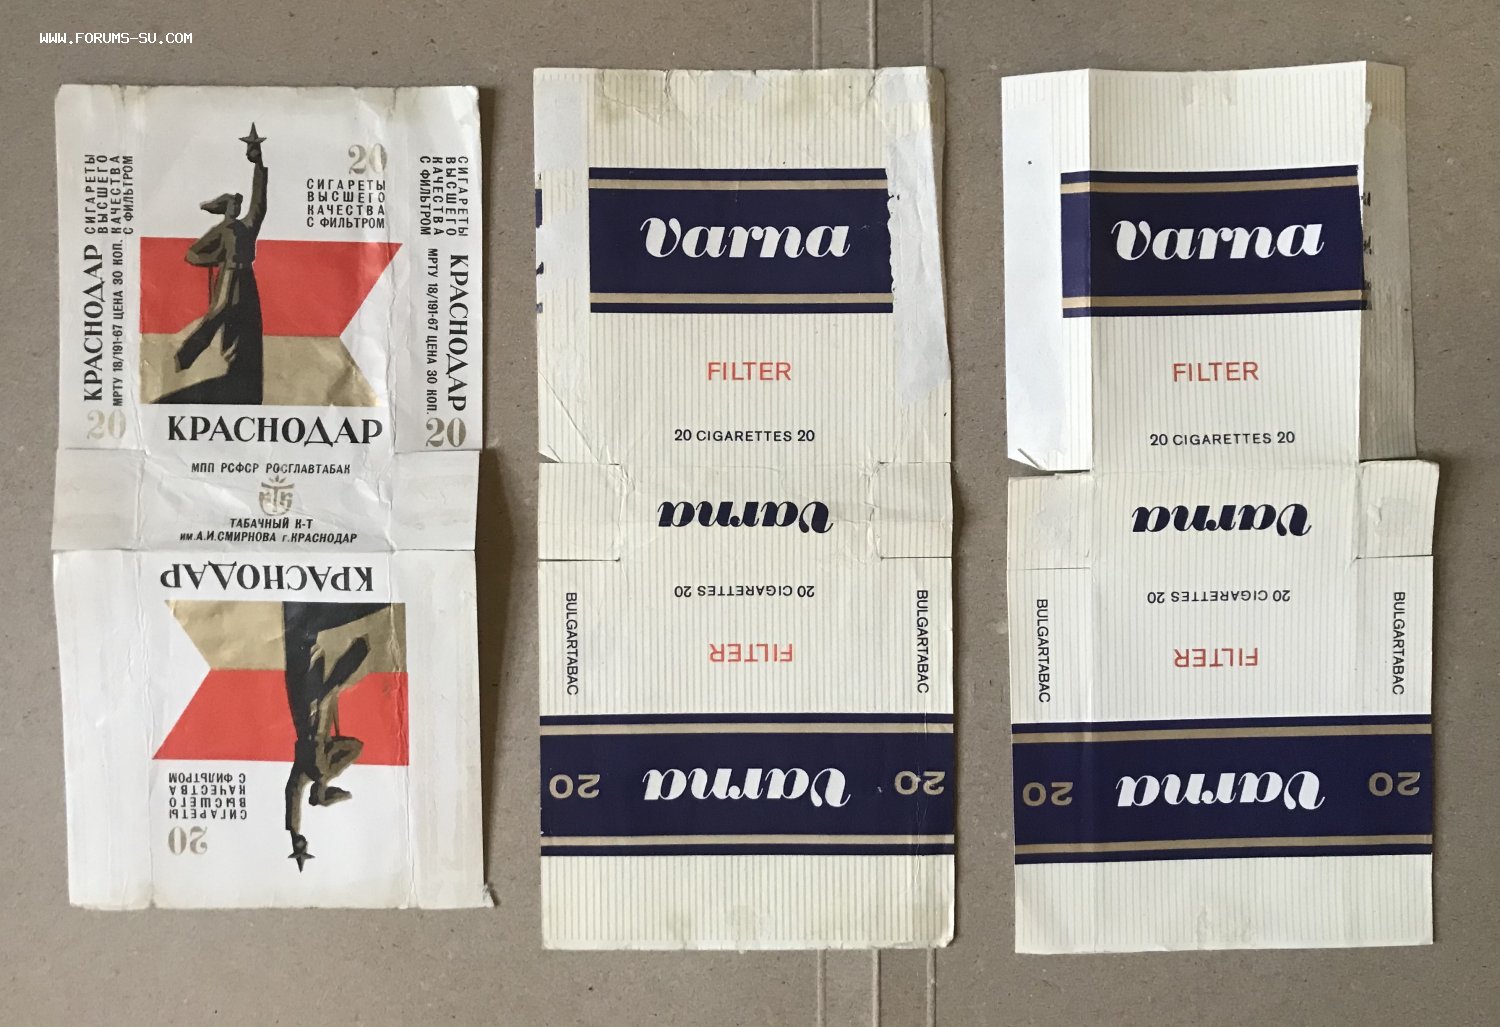 WWW.FORUMS-SU.COM
20
СИГАРЕТЫ
ВЫСШЕГО
КАЧЕСТВА
С ФИЛЬТРОМ
СИГАРЕТЫ
ВЫСШЕГО
КАЧЕСТВА
С ФИЛЬТРОМ
КРАСНОДАР
МРТУ 18/191-67 ЦЕНА 30 КОП.
20
СИГАРЕТЫ
ВЫСШЕГО
КАЧЕСТВА
С ФИЛЬТРОМ
КРАСНОДАР
МРТУ 18/191-67 ЦЕНА 30 КОП.
20
КРАСНОДАР
МПП РСФСР РОСГЛАВТАБАК
КТК
ТАБАЧНЫЙ К-Т
ИМ.А.И.СМИРНОВА Г.КРАСНОДАР
КРАСНОДАР
СИГАРЕТЫ
ВЫСШЕГО
КАЧЕСТВА
С ФИЛЬТРОМ
20
varna
FILTER
20 CIGARETTES 20
varna
20 CIGARETTES 20
FILTER
BULGARTABAC
BULGARTABAC
20 varna 20
varna
FILTER
20 CIGARETTES 20
varna
20 CIGARETTES 20
FILTER
BULGARTABAC
BULGARTABAC
20 varna 20